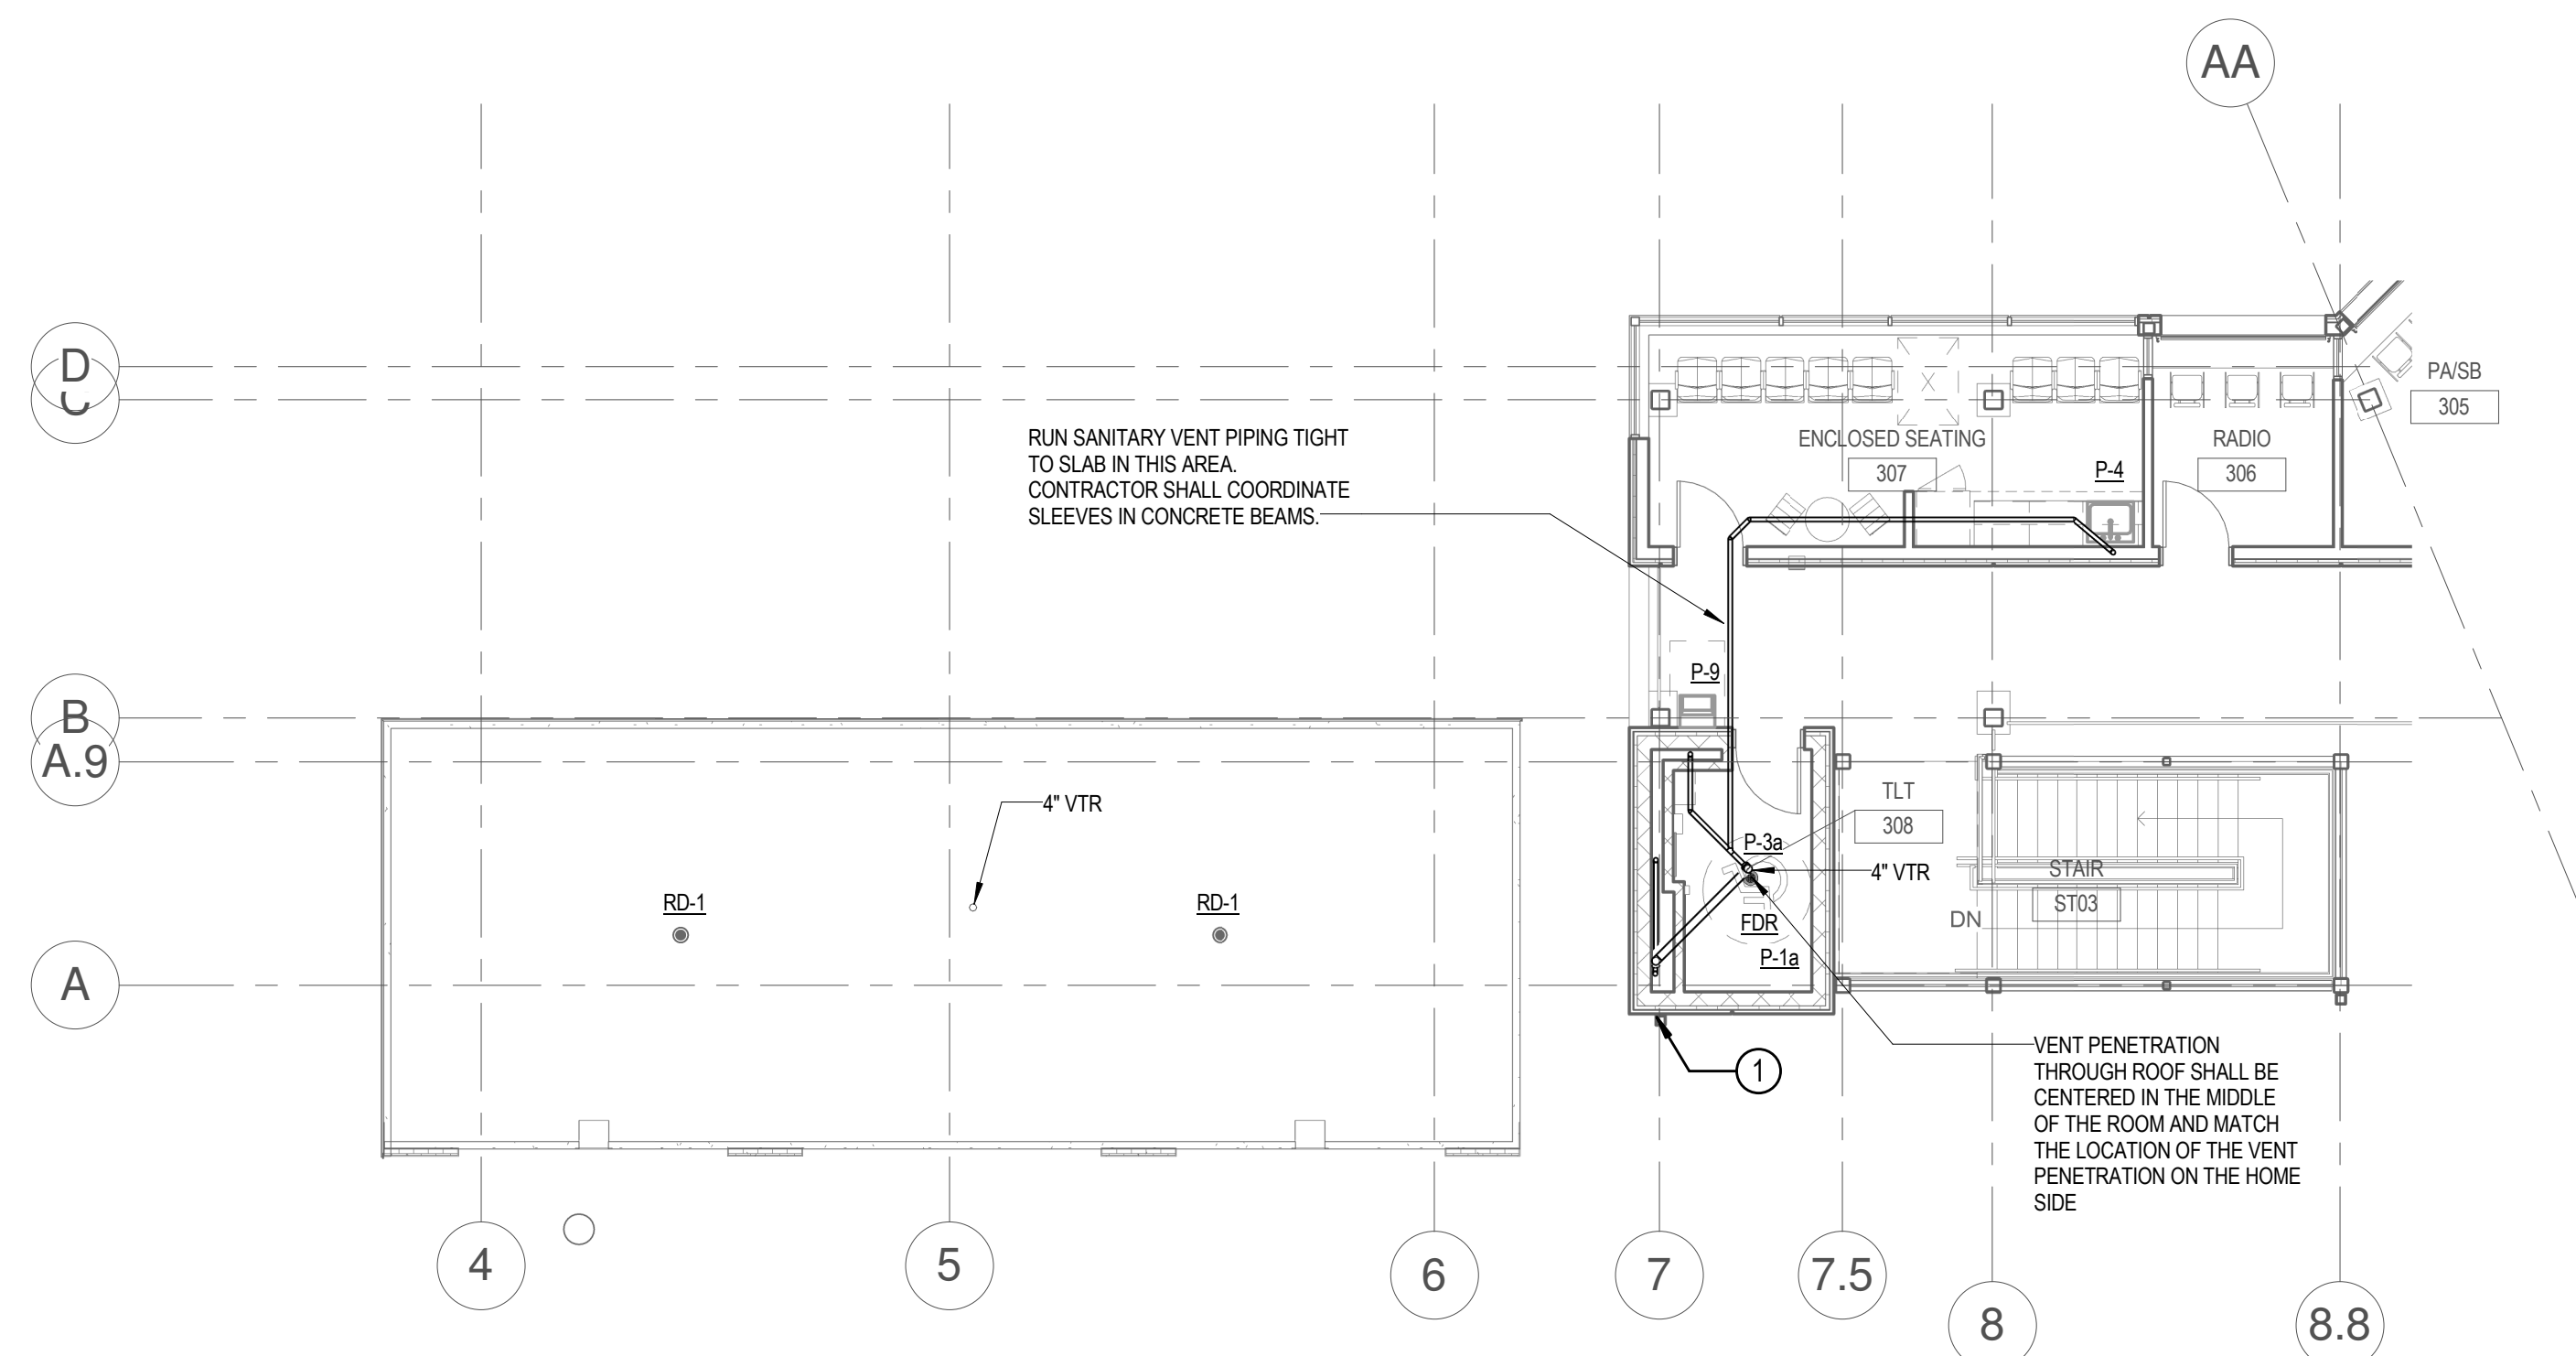 AA
D
C
PA/SB
305
RUN SANITARY VENT PIPING TIGHT
TO SLAB IN THIS AREA.
CONTRACTOR SHALL COORDINATE
SLEEVES IN CONCRETE BEAMS.
ENCLOSED SEATING
307
P-4
RADIO
306
P-9
B
A.9
4" VTR
TLT
308
P-3a
4" VTR
STAIR
ST03
DN
RD-1
RD-1
FDR
P-1a
A
1
VENT PENETRATION
THROUGH ROOF SHALL BE
CENTERED IN THE MIDDLE
OF THE ROOM AND MATCH
THE LOCATION OF THE VENT
PENETRATION ON THE HOME
SIDE
4
5
6
7
7.5
8
8.8